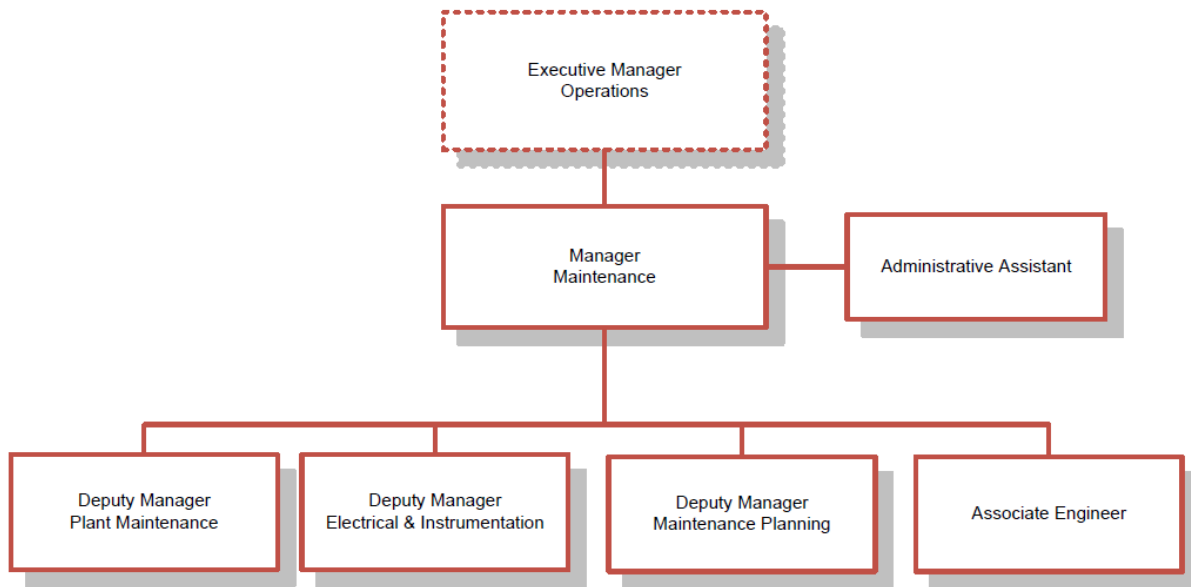 Executive Manager
Operations
Manager
Maintenance
Administrative Assistant
Deputy Manager
Plant Maintenance
Deputy Manager
Electrical & Instrumentation
Deputy Manager
Maintenance Planning
Associate Engineer